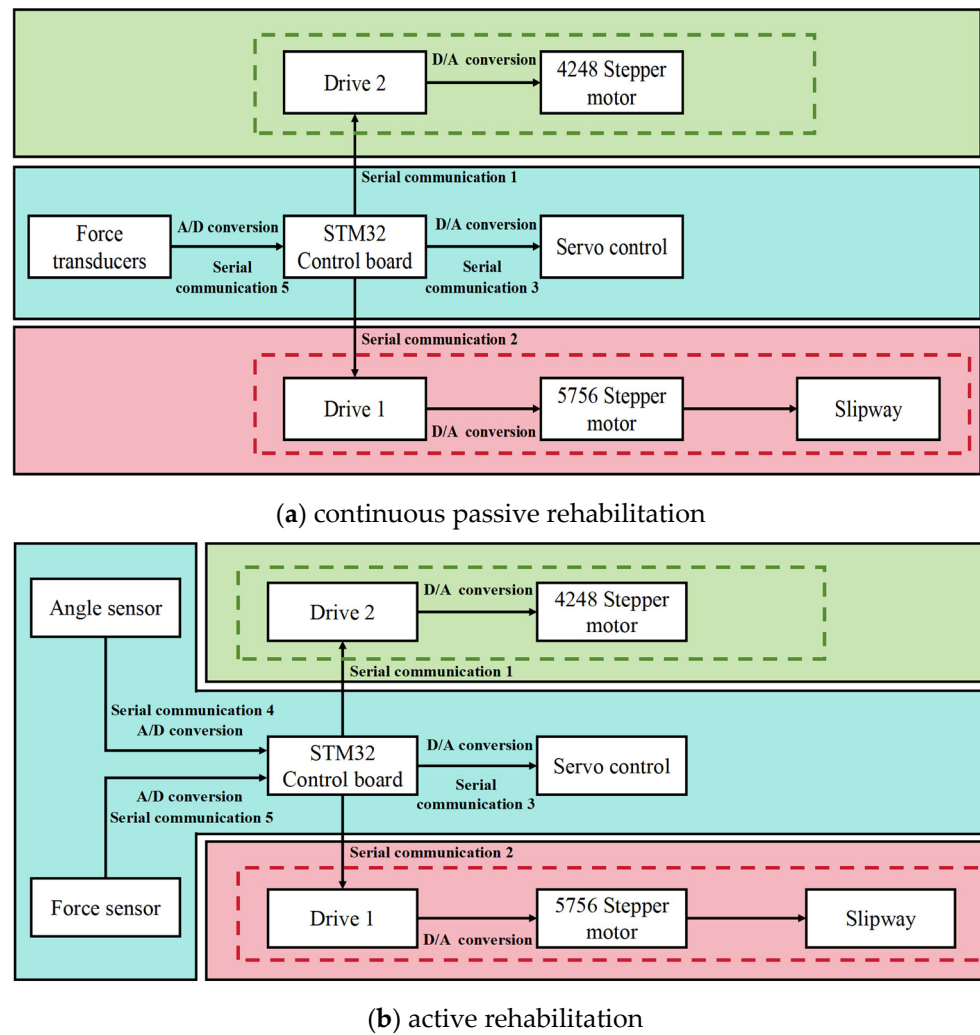 D/A conversion
Drive 2
4248 Stepper
motor
Serial communication 1
Force
transducers
A/D conversion
Serial
communication 5
STM32
Control board
D/A conversion
Serial
communication 3
Servo control
Serial communication 2
Drive 1
D/A conversion
5756 Stepper
motor
Slipway
(a) continuous passive rehabilitation
Angle sensor
Drive 2
D/A conversion
4248 Stepper
motor
Serial communication 1
Serial communication 4
A/D conversion
STM32
Control board
D/A conversion
Serial
communication 3
Servo control
A/D conversion
Serial communication 5
Serial communication 2
Force sensor
Drive 1
D/A conversion
5756 Stepper
motor
Slipway
(b) active rehabilitation